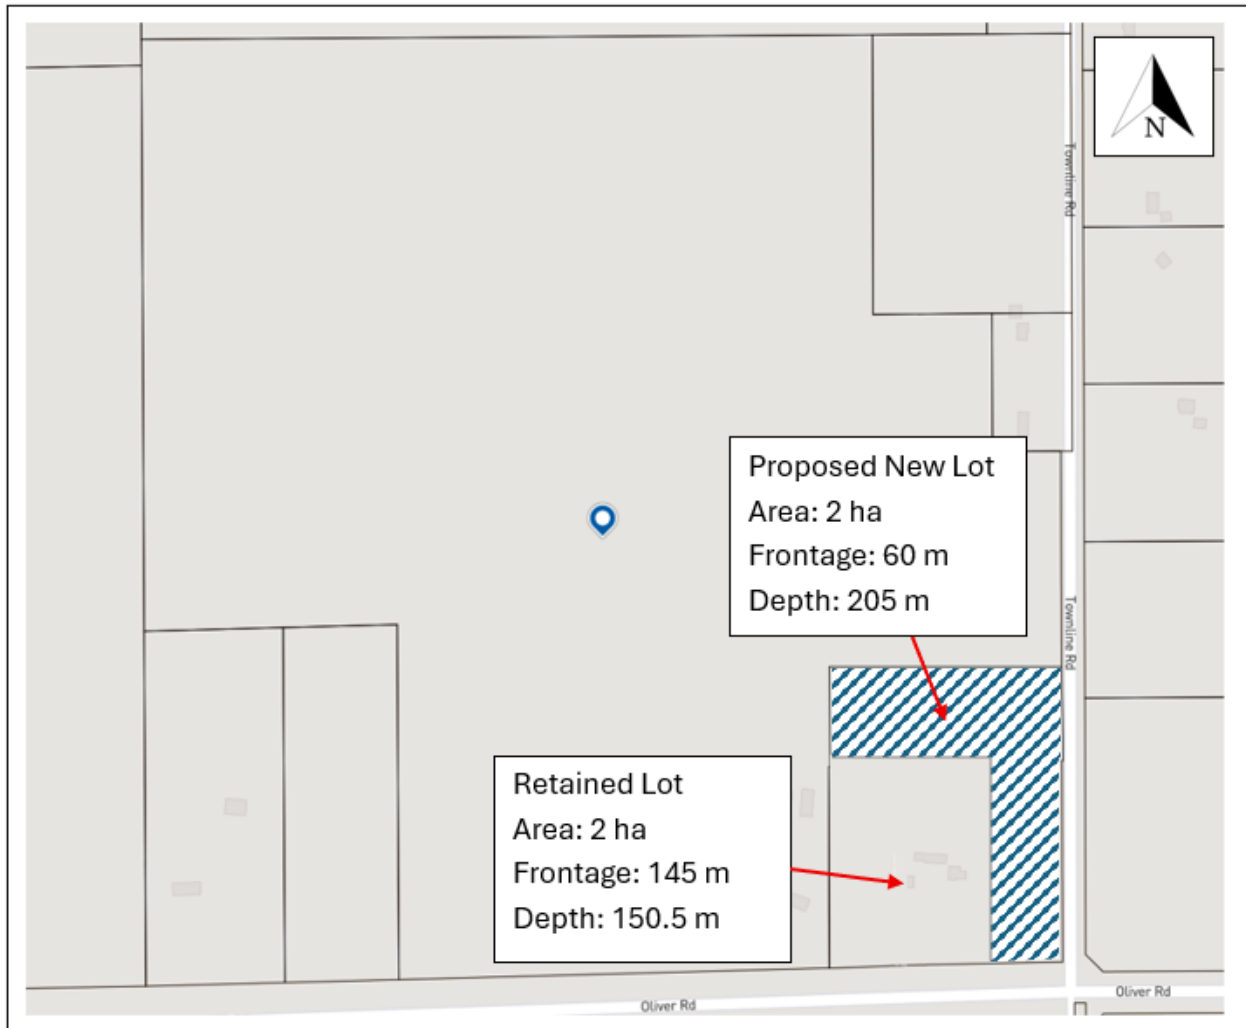 N
Townline Rd
Proposed New Lot
Area: 2 ha
Frontage: 60 m
Depth: 205 m
Townline Rd
Retained Lot
Area: 2 ha
Frontage: 145 m
Depth: 150.5 m
Oliver Rd
Oliver Rd